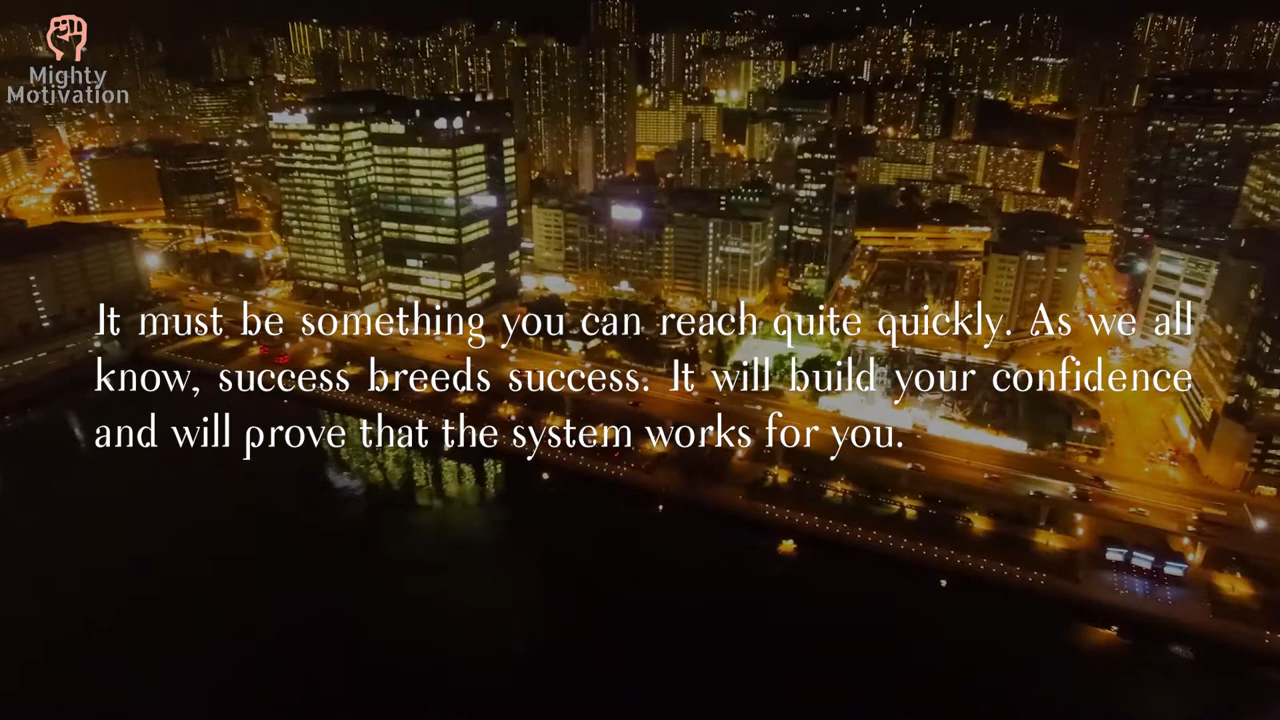 Mighty
Motivation
It must be something you can reach quite quickly. As we all
know, success breeds success. It will build your confidence
and will prove that the system works for you.